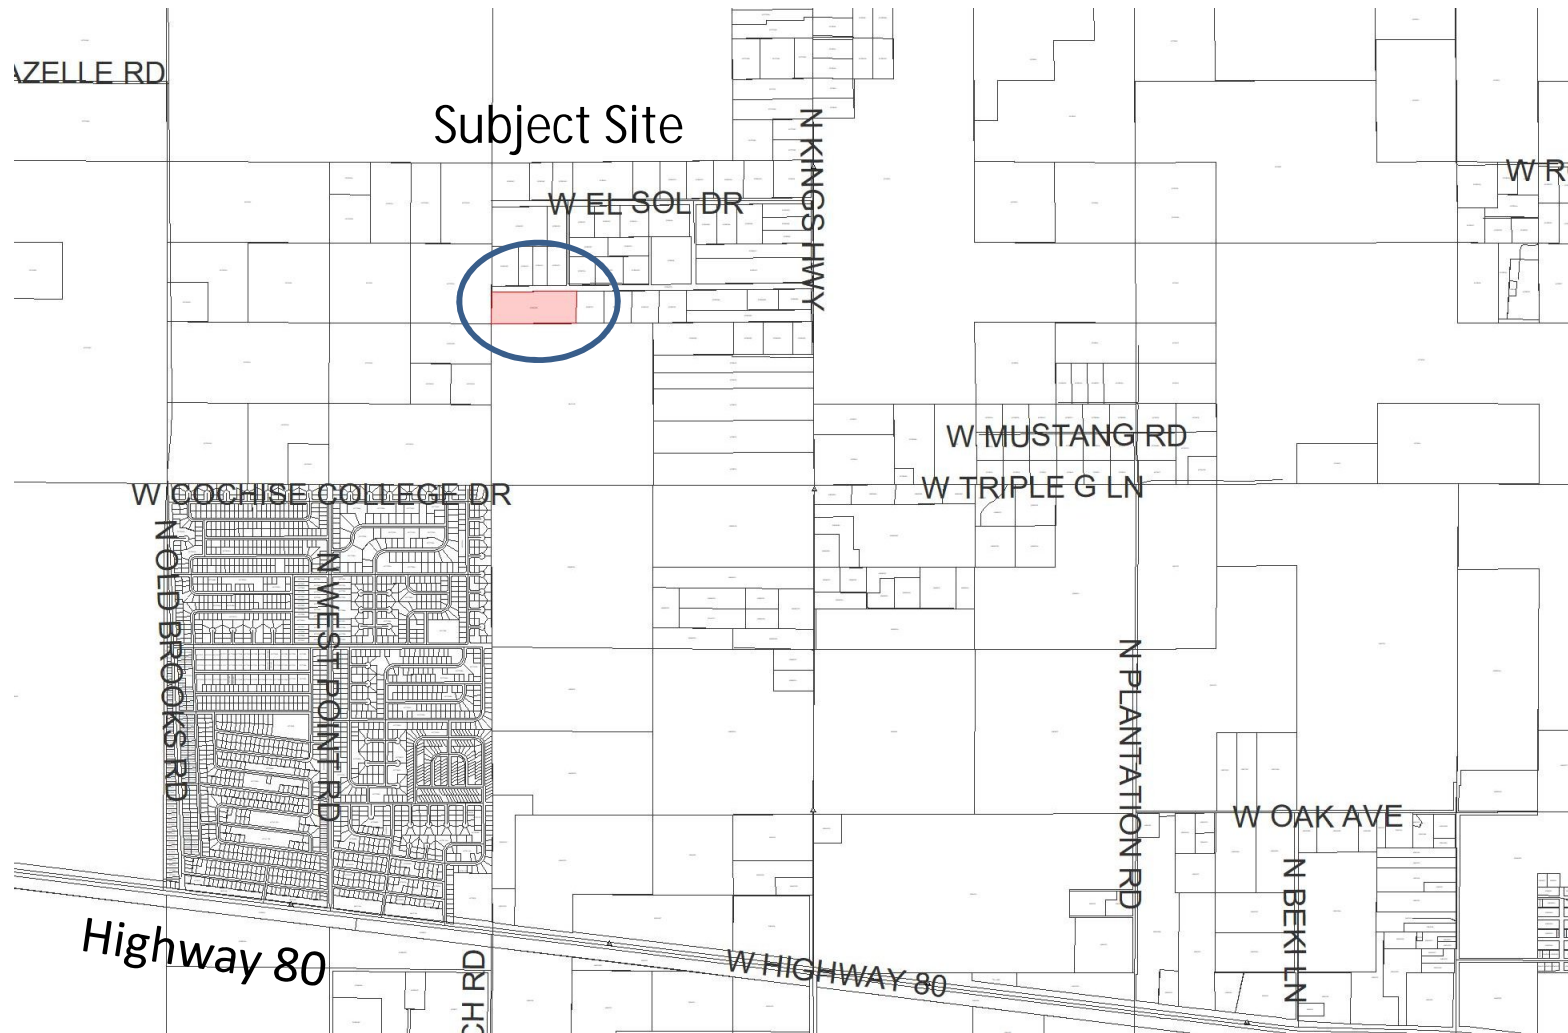 AZELLE RD
Subject Site
N KINGS HWY
W R
W EL SOL DR
W MUSTANG RD
W TRIPLE G LN
W COCHISE COLLEGE DR
N OLD BROOKS RD
N WEST POINT RD
N PLANTATION RD
W OAK AVE
N BEKI LN
Highway 80
W HIGHWAY 80
CH RD